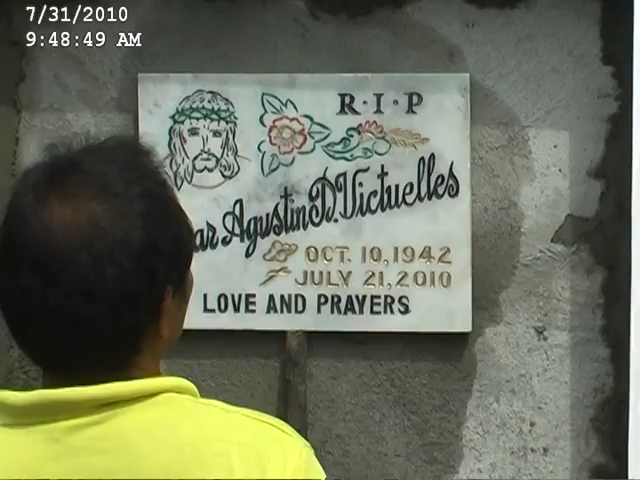 7/31/2010
9:48:49 AM
R·I·P
Agustin D. Victuelles
OCT. 10, 1942
JULY 21, 2010
LOVE AND PRAYERS